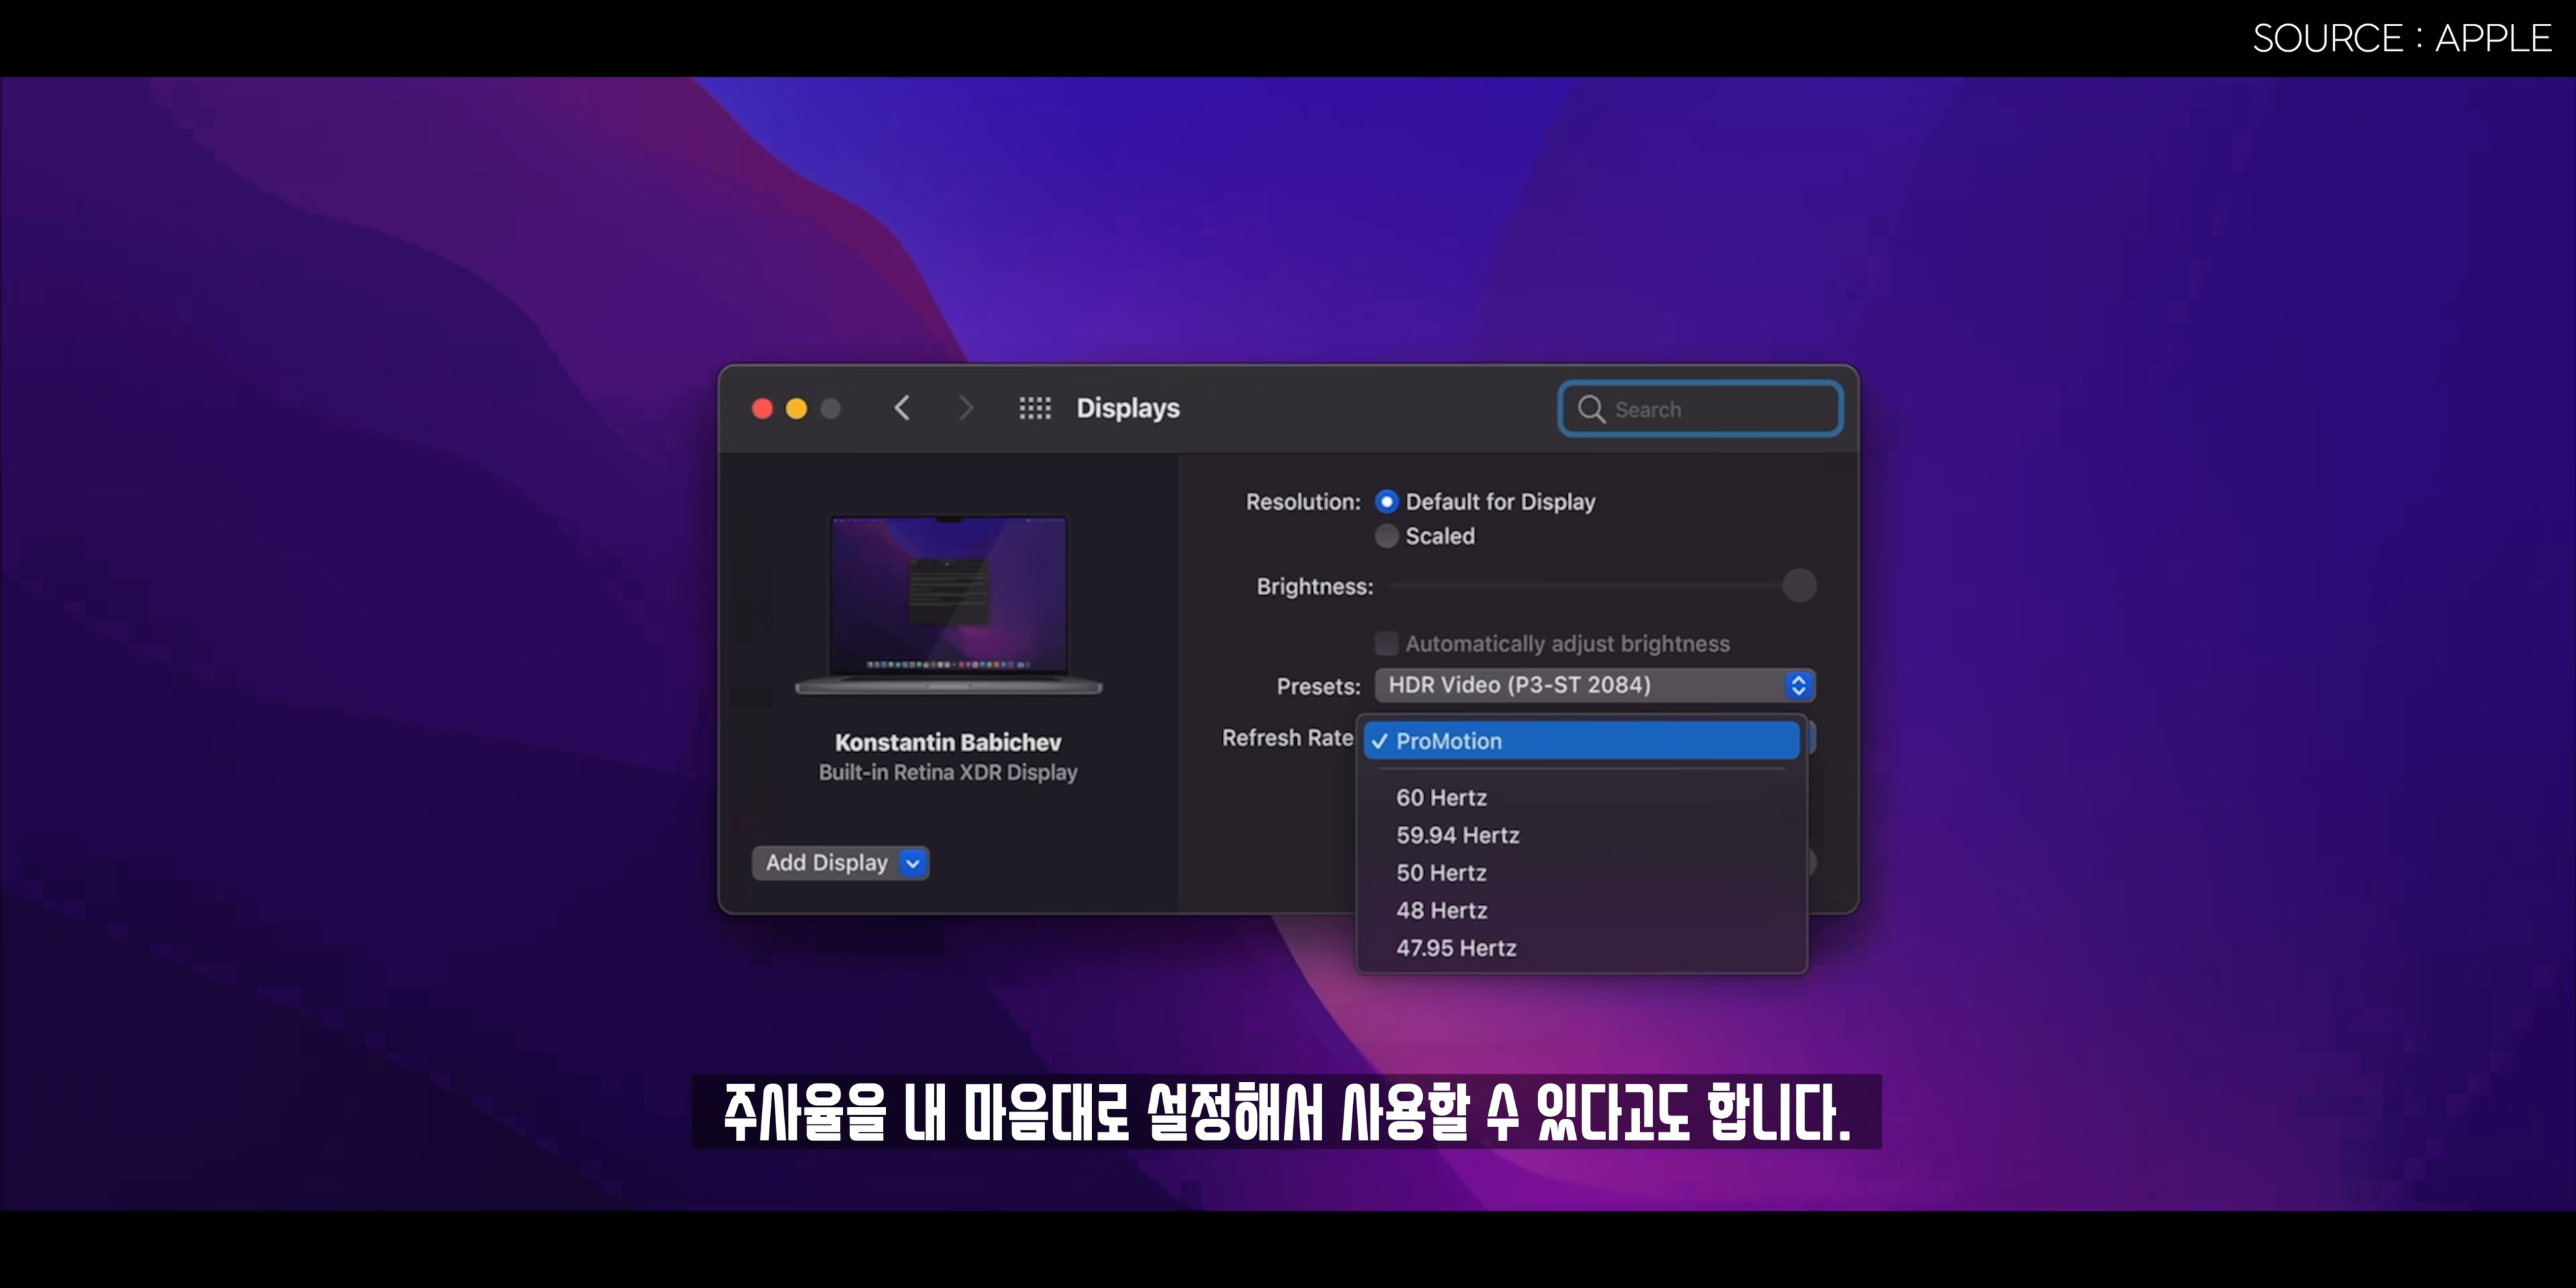 SOURCE : APPLE
Displays
Search
Resolution: Default for Display
Scaled
Brightness:
Automatically adjust brightness
Presets: HDR Video (P3-ST 2084)
Refresh Rate ✓ ProMotion
60 Hertz
59.94 Hertz
50 Hertz
48 Hertz
47.95 Hertz
Konstantin Babichev
Built-in Retina XDR Display
Add Display
주사율을 내 마음대로 설정해서 사용할 수 있다고도 합니다.